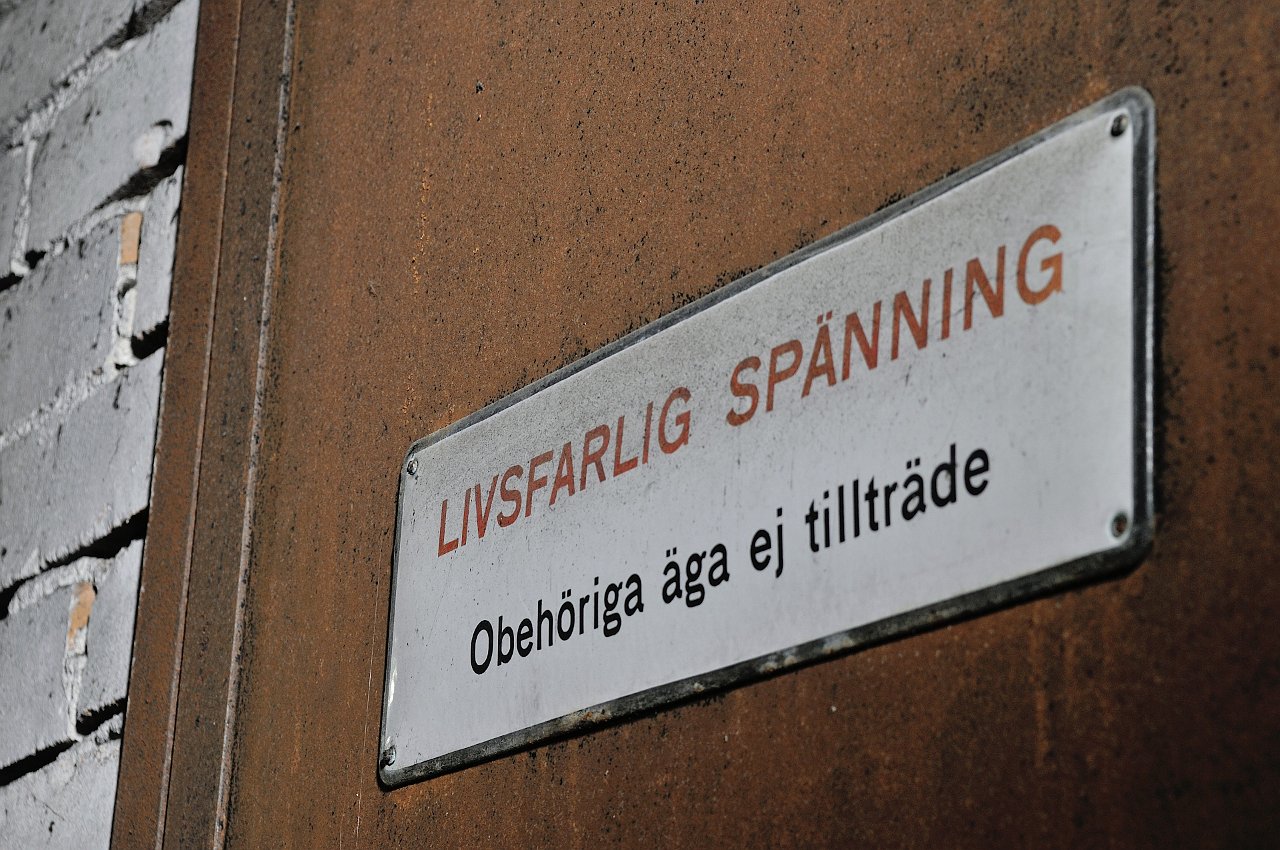 LIVSFARLIG SPÄNNING
Obehöriga äga ej tillträde